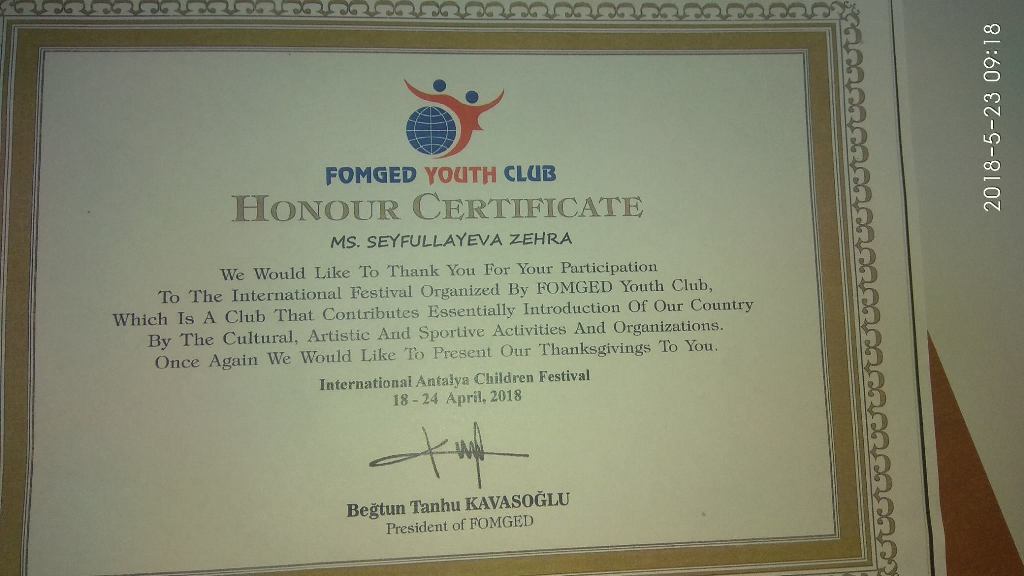 FOMGED YOUTH CLUB
HONOUR CERTIFICATE
MS. SEYFULLAYEVA ZEHRA
We Would Like To Thank You For Your Participation
To The International Festival Organized By FOMGED Youth Club,
Which Is A Club That Contributes Essentially Introduction Of Our Country
By The Cultural, Artistic And Sportive Activities And Organizations.
Once Again We Would Like To Present Our Thanksgivings To You.
International Antalya Children Festival
18 - 24 April, 2018
Beğtun Tanhu KAVASOĞLU
President of FOMGED
2018-5-23 09:18